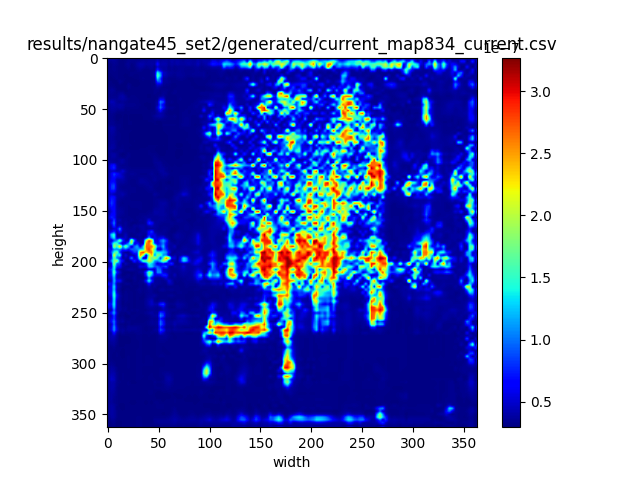 results/nangate45_set2/generated/current_map834_current.csv
1e−7
0
50
100
150
200
250
300
350
height
0 50 100 150 200 250 300 350
width
3.0
2.5
2.0
1.5
1.0
0.5